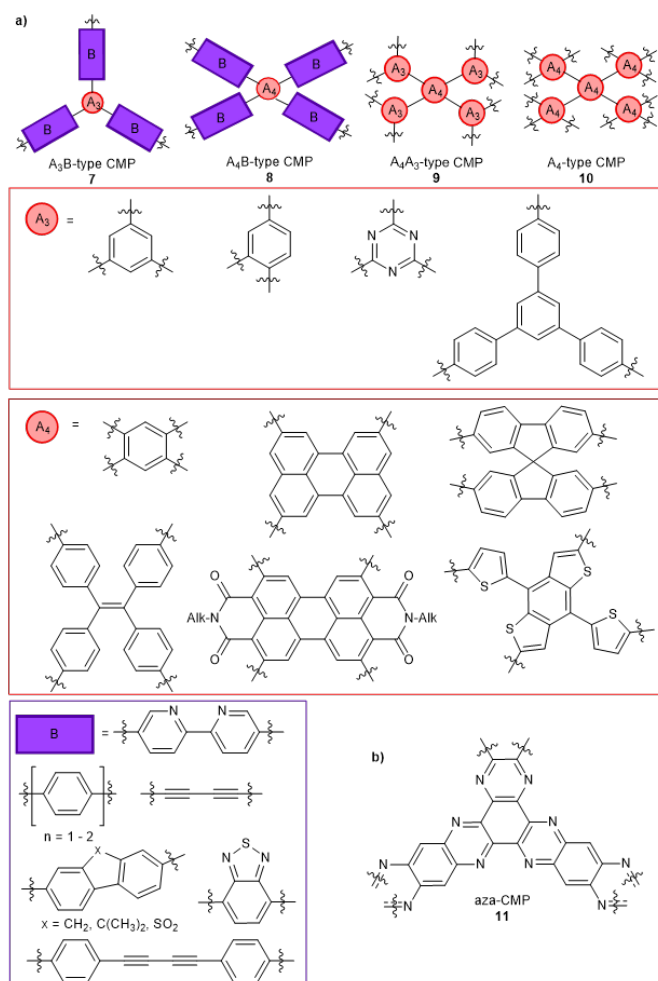 a)
B
B
B
A3
B
B
B
B
A4
A3
A3
A3
A3
A4
A4
A4
A4
A4
A4
A3B-type CMP
7
A4B-type CMP
8
A4A3-type CMP
9
A4-type CMP
10
A3 =
N
N
N
A4 =
O
O
Alk-N
N-Alk
O
O
S
S
S
S
B =
N
N
n = 1 - 2
X
X = CH2, C(CH3)2, SO2
S
N
N
b)
N
N
N
N
N
N
N
N
N
N
aza-CMP
11